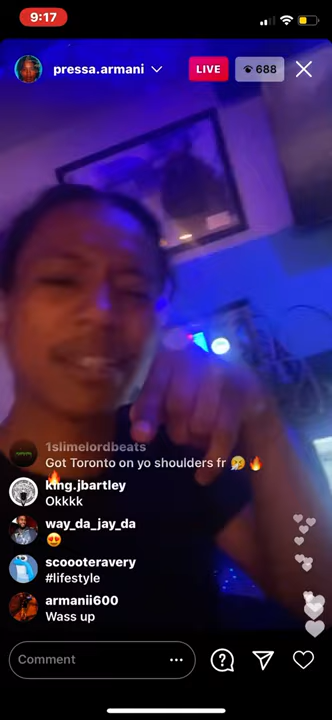 9:17
pressa.armani
LIVE
688
1slimelordbeats
Got Toronto on yo shoulders fr 🤧🔥
king.jbartley
Okkkk
way_da_jay_da
😍
scoooteravery
#lifestyle
armanii600
Wass up
Comment